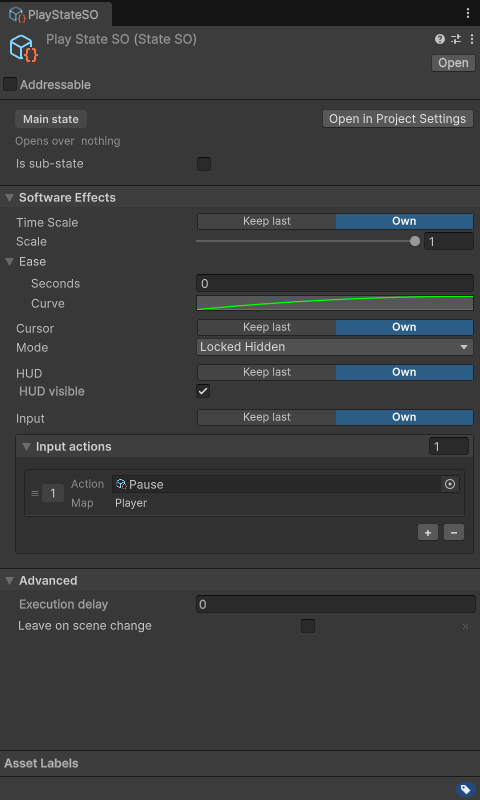 PlayStateSO
Play State SO (State SO)
Open
Addressable
Main state
Open in Project Settings
Opens over nothing
Is sub-state
Software Effects
Time Scale Keep last Own
Scale 1
Ease
Seconds 0
Curve
Cursor Keep last Own
Mode Locked Hidden
HUD Keep last Own
HUD visible
Input Keep last Own
Input actions 1
1 Action Pause
Map Player
+ −
Advanced
Execution delay 0
Leave on scene change
Asset Labels